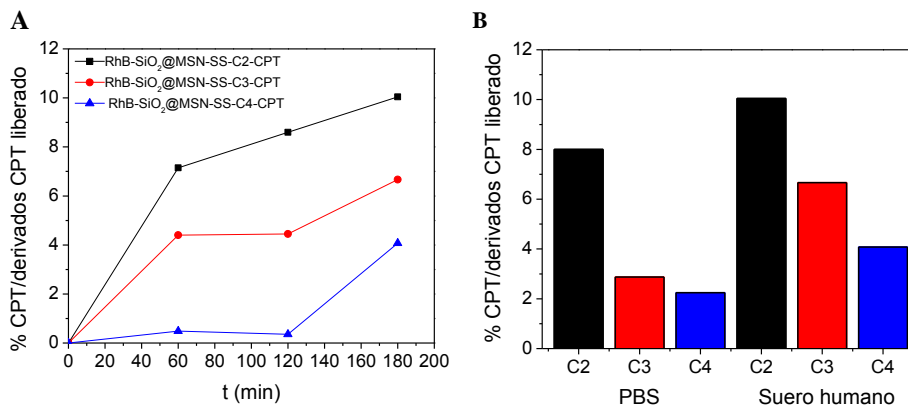 A
% CPT/derivados CPT liberado
12
10
8
6
4
2
0
RhB-SiO₂@MSN-SS-C2-CPT
RhB-SiO₂@MSN-SS-C3-CPT
RhB-SiO₂@MSN-SS-C4-CPT
0 20 40 60 80 100 120 140 160 180 200
t (min)
B
% CPT/derivados CPT liberado
12
10
8
6
4
2
0
C2 C3 C4 C2 C3 C4
PBS Suero humano